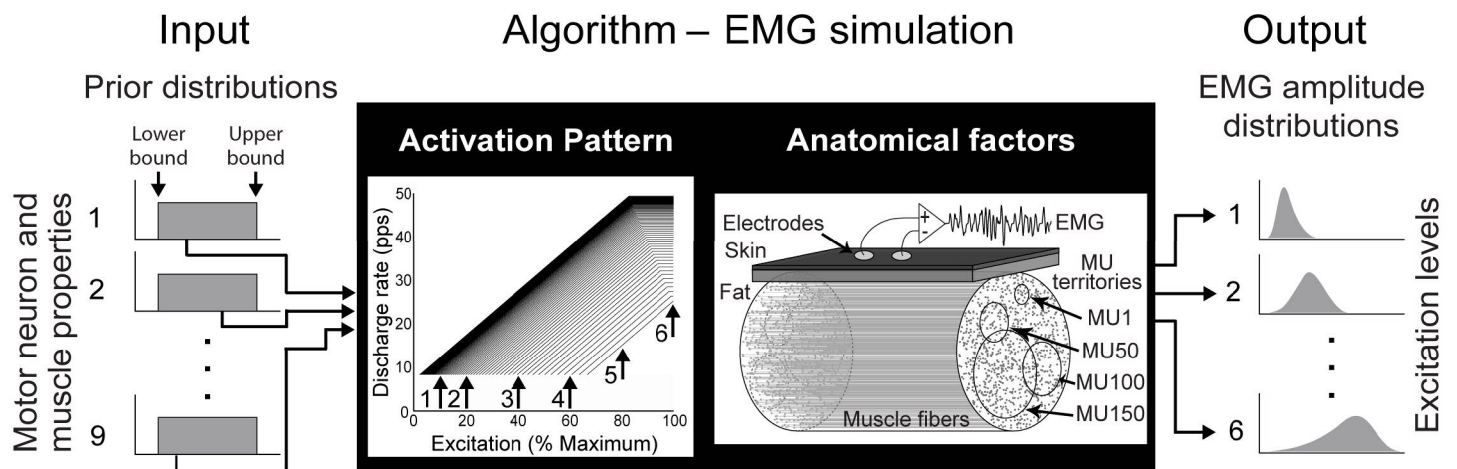 Input
Algorithm – EMG simulation
Output
Prior distributions
EMG amplitude
distributions
Lower
bound
Upper
bound
Activation Pattern
Anatomical factors
Motor neuron and
muscle properties
1
2
9
50
40
30
20
10
0
Discharge rate (pps)
1
2
3
4
5
6
0
20
40
60
80
100
Excitation (% Maximum)
Electrodes
Skin
Fat
+
-
EMG
MU
territories
MU1
MU50
MU100
MU150
Muscle fibers
1
2
6
Excitation levels